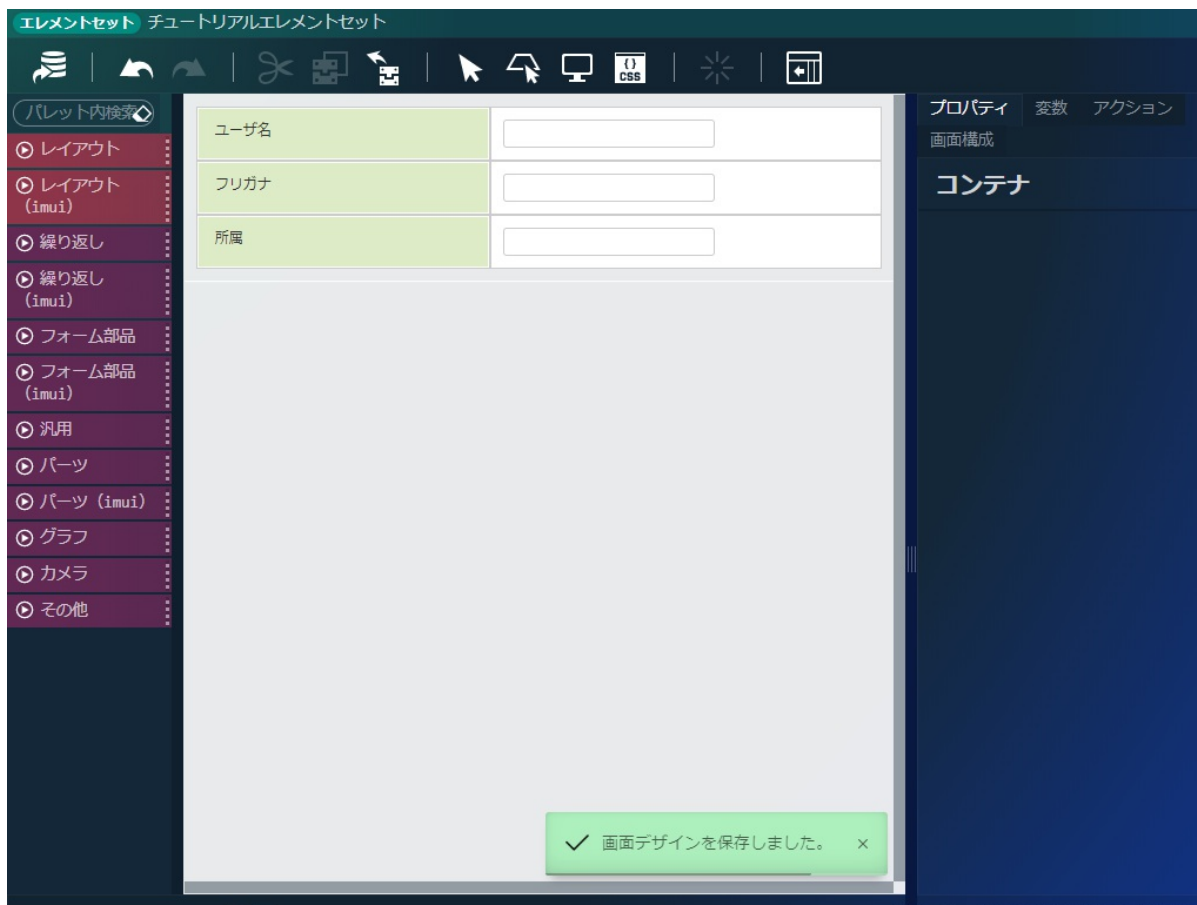 エレメントセット チュートリアルエレメントセット
{}
CSS
パレット内検索
レイアウト
レイアウト
(imui)
繰り返し
繰り返し
(imui)
フォーム部品
フォーム部品
(imui)
汎用
パーツ
パーツ (imui)
グラフ
カメラ
その他
ユーザ名
フリガナ
所属
画面デザインを保存しました。 ×
プロパティ 変数 アクション
画面構成
コンテナ